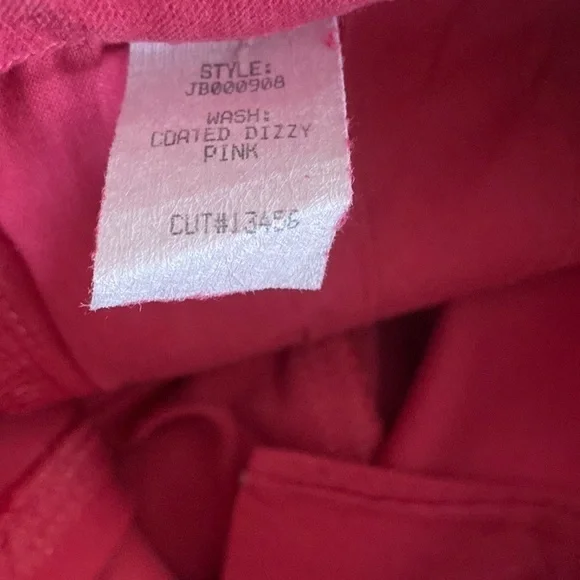 STYLE:
JB000908
WASH:
COATED DIZZY
PINK
CUT#13456